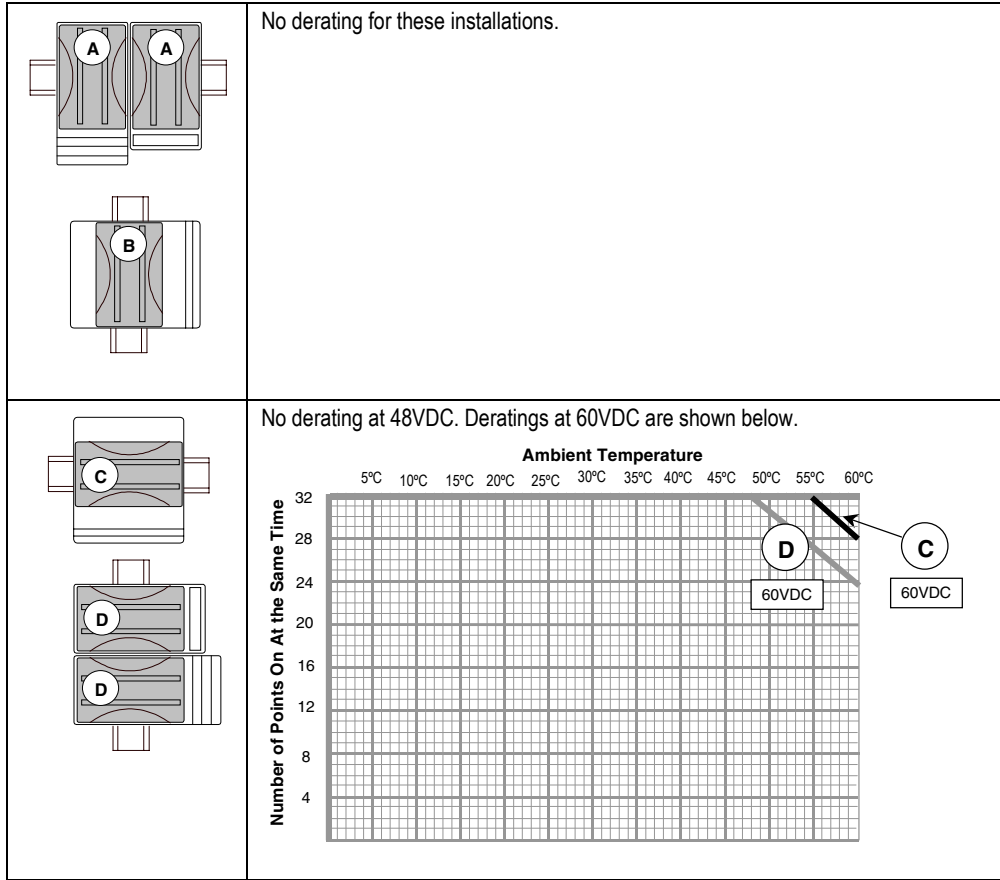 No derating for these installations.
A A
B
No derating at 48VDC. Deratings at 60VDC are shown below.
Ambient Temperature
5ºC 10ºC 15ºC 20ºC 25ºC 30ºC 35ºC 40ºC 45ºC 50ºC 55ºC 60ºC
Number of Points On At the Same Time
32
28
24
20
16
12
8
4
D
60VDC
C
60VDC
C
D
D